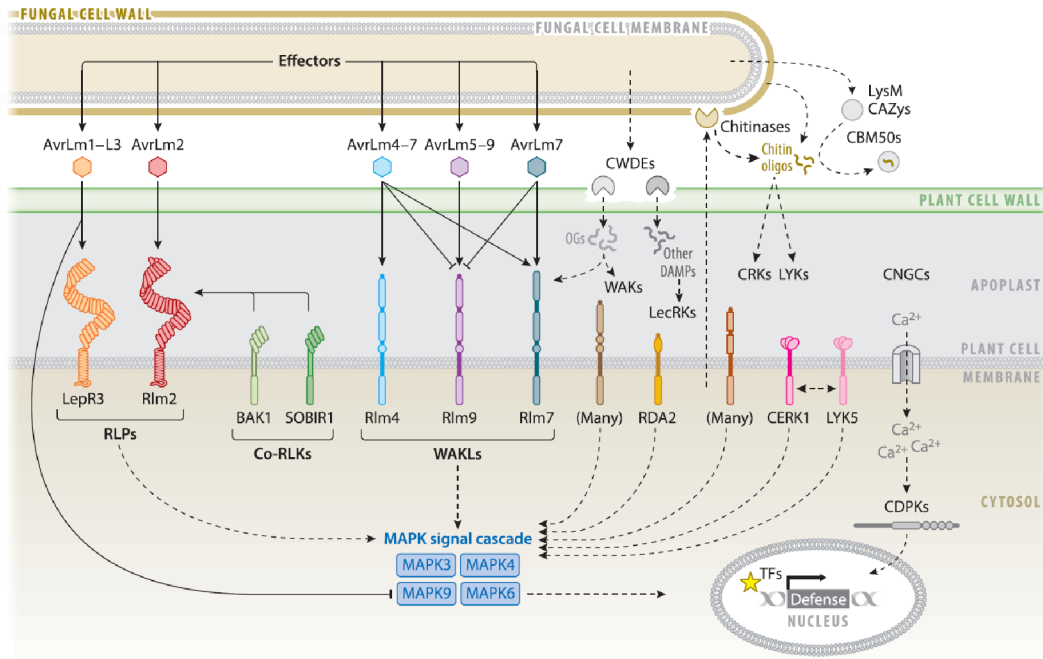 FUNGAL CELL WALL
FUNGAL CELL MEMBRANE
Effectors
LysM
CAZys
AvrLm1–L3
AvrLm2
AvrLm4–7
AvrLm5–9
AvrLm7
Chitinases
CBM50s
Chitin
oligos
CWDEs
PLANT CELL WALL
OGs
Other
DAMPs
WAKs
LecRKs
CRKs
LYKs
CNGCs
APOPLAST
Ca2+
PLANT CELL
MEMBRANE
LepR3
Rlm2
RLPs
BAK1
SOBIR1
Co-RLKs
Rlm4
Rlm9
Rlm7
WAKLs
(Many)
RDA2
(Many)
CERK1
LYK5
Ca2+
Ca2+
Ca2+
CDPKs
CYTOSOL
MAPK signal cascade
MAPK3
MAPK4
MAPK9
MAPK6
TFs
Defense
NUCLEUS